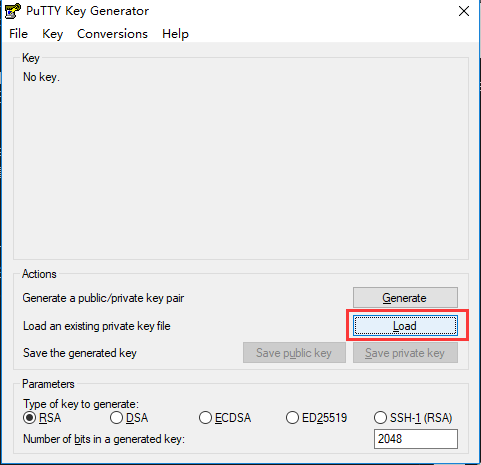 PuTTY Key Generator
File Key Conversions Help
Key
No key.
Actions
Generate a public/private key pair
Generate
Load an existing private key file
Load
Save the generated key
Save public key
Save private key
Parameters
Type of key to generate:
RSA DSA ECDSA ED25519 SSH-1 (RSA)
Number of bits in a generated key:
2048